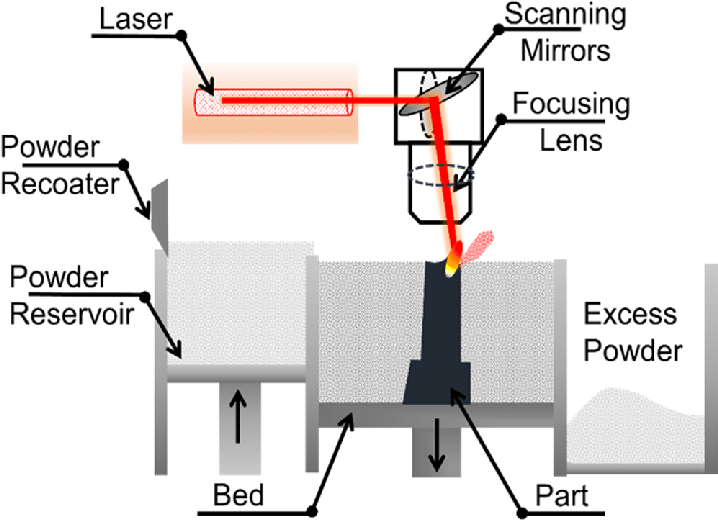 Laser
Scanning
Mirrors
Focusing
Lens
Powder
Recoater
Powder
Reservoir
Excess
Powder
Bed
Part